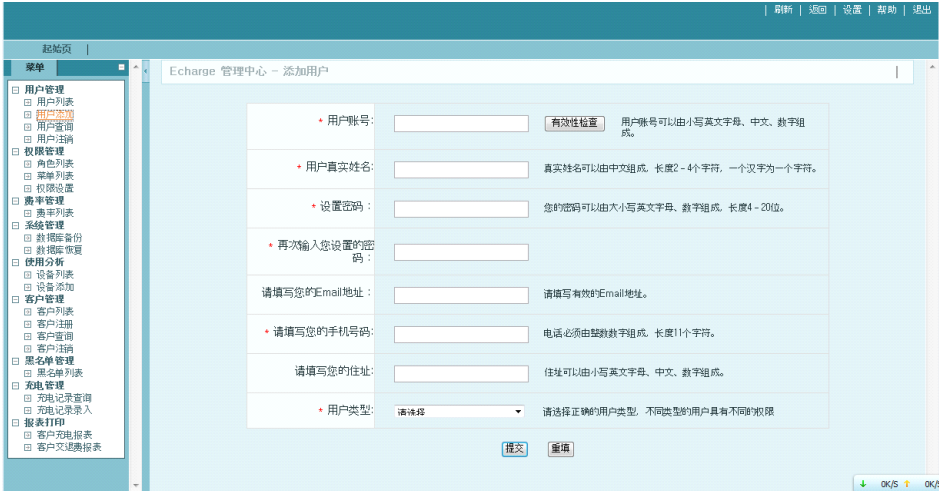 刷新 | 返回 | 设置 | 帮助 | 退出
起始页 |
菜单
用户管理
用户列表
用户添加
用户查询
用户注销
权限管理
角色列表
菜单列表
权限设置
费率管理
费率列表
系统管理
数据库备份
数据库恢复
使用分析
设备列表
设备添加
客户管理
客户列表
客户注册
客户查询
客户注销
黑名单管理
黑名单列表
充电管理
充电记录查询
充电记录录入
报表打印
客户充电报表
客户交退费报表
Echarge 管理中心 - 添加用户
* 用户账号: 有效性检查 用户账号可以由小写英文字母、中文、数字组
成。
* 用户真实姓名: 真实姓名可以由中文组成, 长度2-4个字符, 一个汉字为一个字符。
* 设置密码: 您的密码可以由大小写英文字母、数字组成, 长度4-20位。
* 再次输入您设置的密
码:
请填写您的Email地址: 请填写有效的Email地址。
* 请填写您的手机号码: 电话必须由整数数字组成, 长度11个字符。
请填写您的住址: 住址可以由小写英文字母、中文、数字组成。
* 用户类型: 请选择 请选择正确的用户类型, 不同类型的用户具有不同的权限
提交 重填
↓ 0K/S ↑ 0K/S